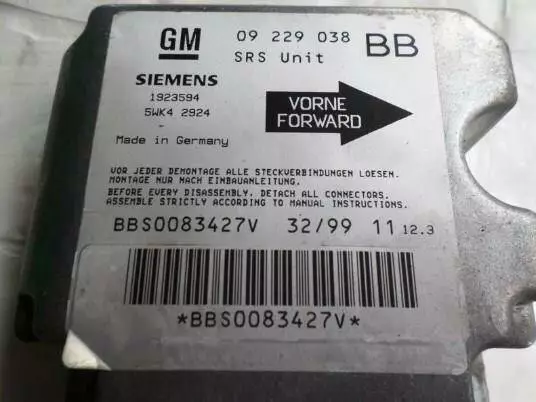 GM 09 229 038 BB
SRS Unit
SIEMENS
1923594
5WK4 2924
VORNE
FORWARD
Made in Germany
VOR JEDER DEMONTAGE ALLE STECKVERBINDUNGEN LOESEN.
MONTAGE NUR NACH EINBAUANLEITUNG.
BEFORE EVERY DISASSEMBLY, DETACH ALL CONNECTORS.
ASSEMBLE STRICTLY ACCORDING TO MANUAL INSTRUCTIONS.
BBS0083427V 32/99 11 12.3
*BBS0083427V*